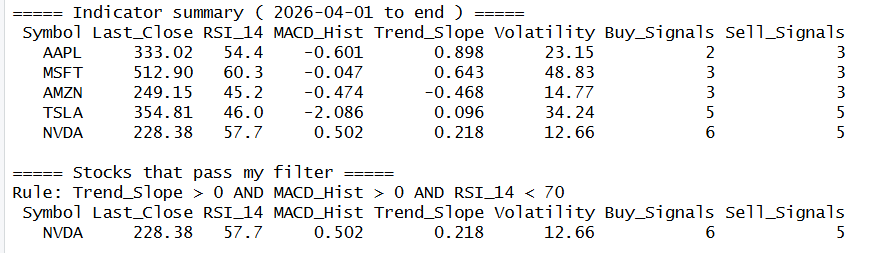 ===== Indicator summary ( 2026-04-01 to end ) =====
 Symbol Last_Close RSI_14 MACD_Hist Trend_Slope Volatility Buy_Signals Sell_Signals
   AAPL     333.02   54.4    -0.601       0.898      23.15           2            3
   MSFT     512.90   60.3    -0.047       0.643      48.83           3            3
   AMZN     249.15   45.2    -0.474      -0.468      14.77           3            3
   TSLA     354.81   46.0    -2.086       0.096      34.24           5            5
   NVDA     228.38   57.7     0.502       0.218      12.66           6            5

===== Stocks that pass my filter =====
Rule: Trend_Slope > 0 AND MACD_Hist > 0 AND RSI_14 < 70
 Symbol Last_Close RSI_14 MACD_Hist Trend_Slope Volatility Buy_Signals Sell_Signals
   NVDA     228.38   57.7     0.502       0.218      12.66           6            5